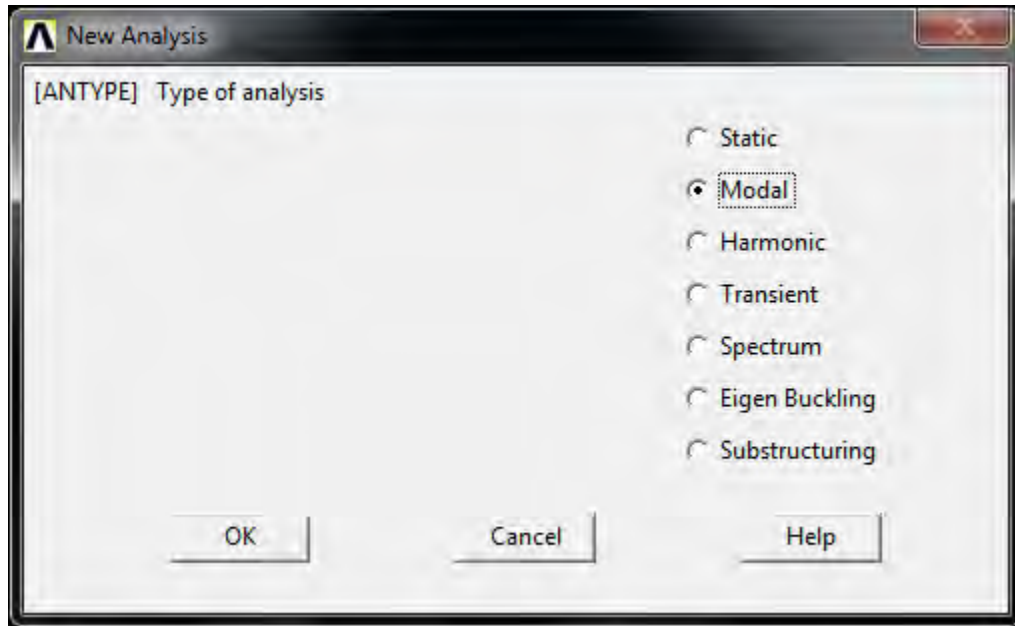 New Analysis
[ANTYPE] Type of analysis
Static
Modal
Harmonic
Transient
Spectrum
Eigen Buckling
Substructuring
OK Cancel Help